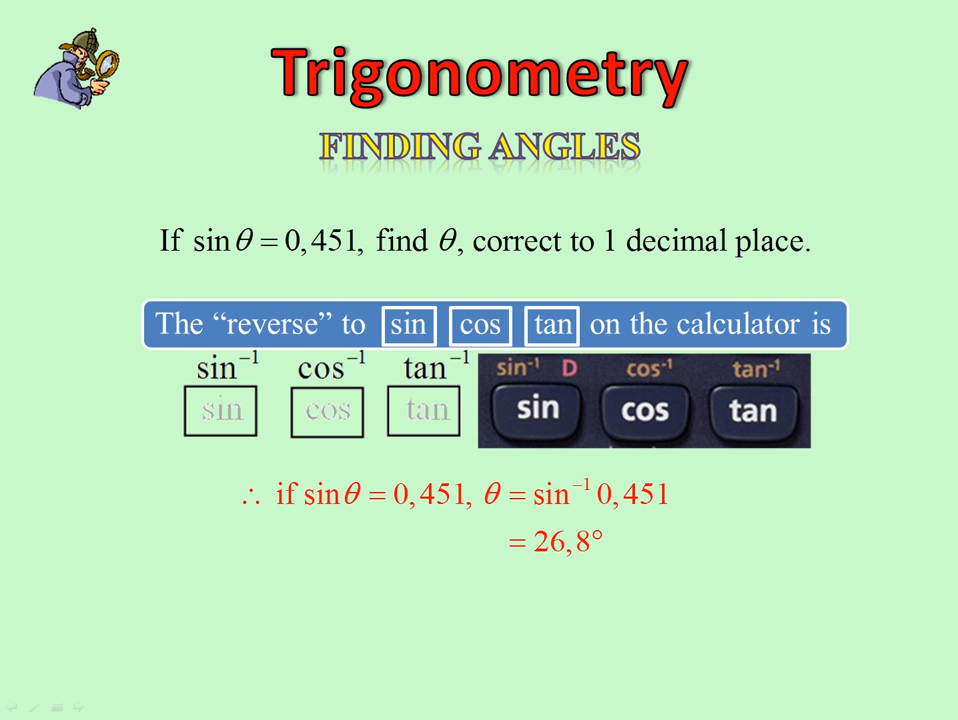 Trigonometry
FINDING ANGLES
If sin θ = 0,451, find θ, correct to 1 decimal place.
The “reverse” to sin cos tan on the calculator is
sin⁻¹ cos⁻¹ tan⁻¹ sin⁻¹ D cos⁻¹ tan⁻¹
sin cos tan sin cos tan
∴ if sin θ = 0,451, θ = sin⁻¹ 0,451
= 26,8°